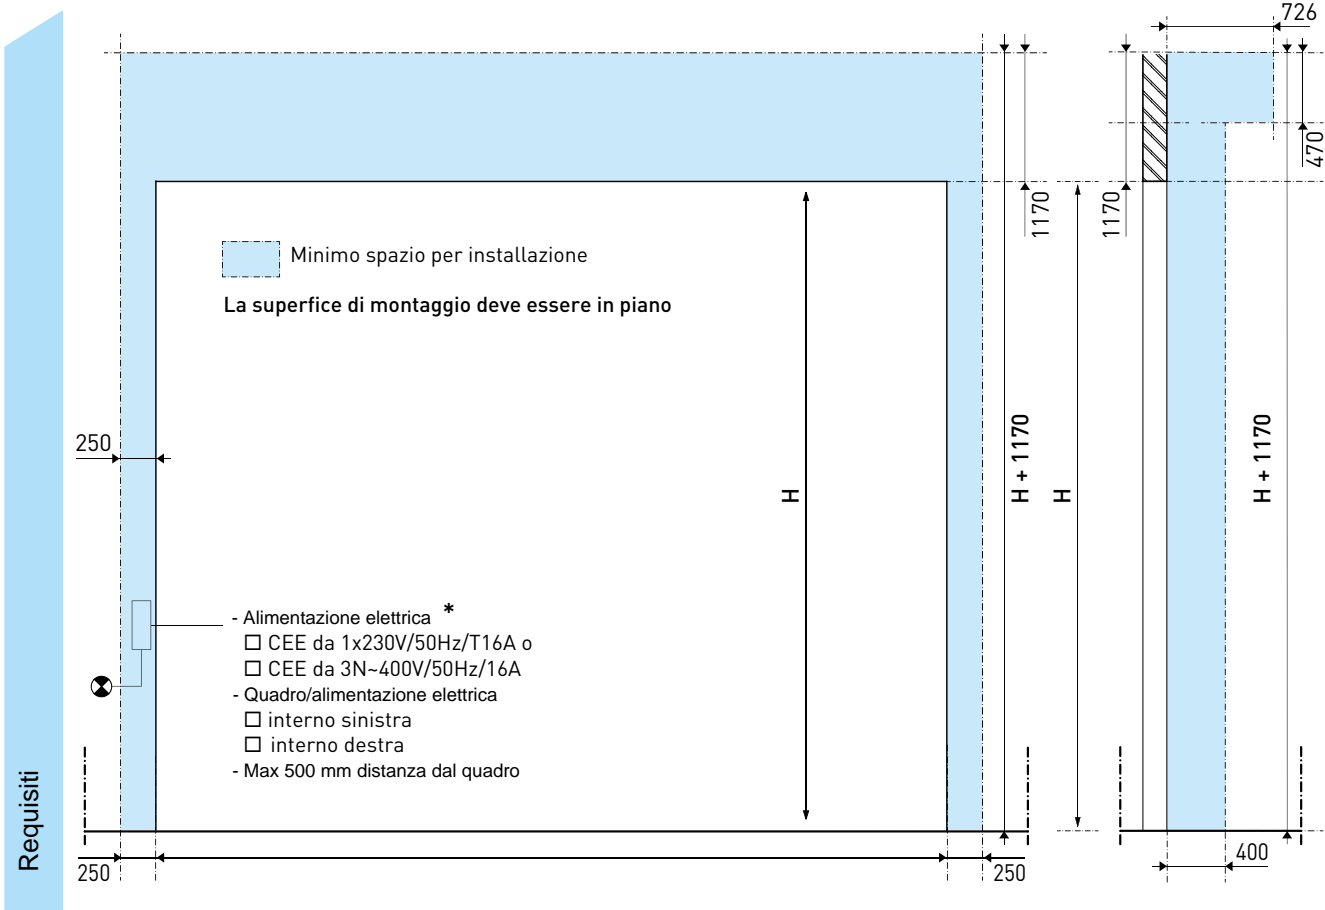 726
470
1170
1170
Minimo spazio per installazione
La superfice di montaggio deve essere in piano
250
H
H + 1170
H
H + 1170
- Alimentazione elettrica *
☐ CEE da 1x230V/50Hz/T16A o
☐ CEE da 3N~400V/50Hz/16A
- Quadro/alimentazione elettrica
☐ interno sinistra
☐ interno destra
- Max 500 mm distanza dal quadro
Requisiti
250
250
400